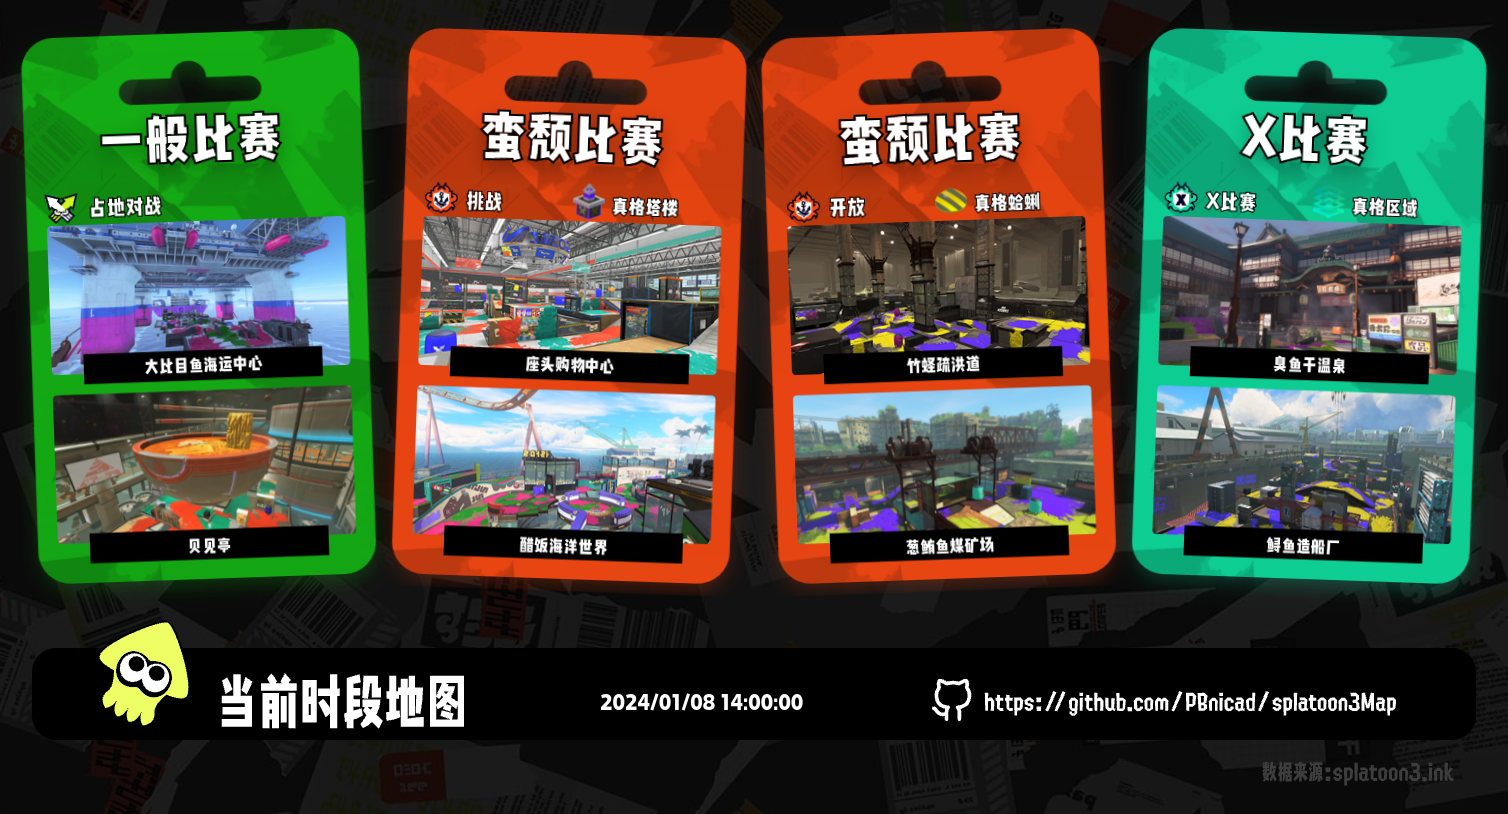 一般比赛
占地对战
大比目鱼海运中心
贝见亭
蛮颓比赛
挑战
真格塔楼
座头购物中心
醋饭海洋世界
蛮颓比赛
开放
真格蛤蜊
竹蛏疏洪道
葱鲔鱼煤矿场
X比赛
X比赛
真格区域
臭鱼干温泉
鲟鱼造船厂
当前时段地图
2024/01/08 14:00:00
https://github.com/PBnicad/splatoon3Map
数据来源:splatoon3.ink